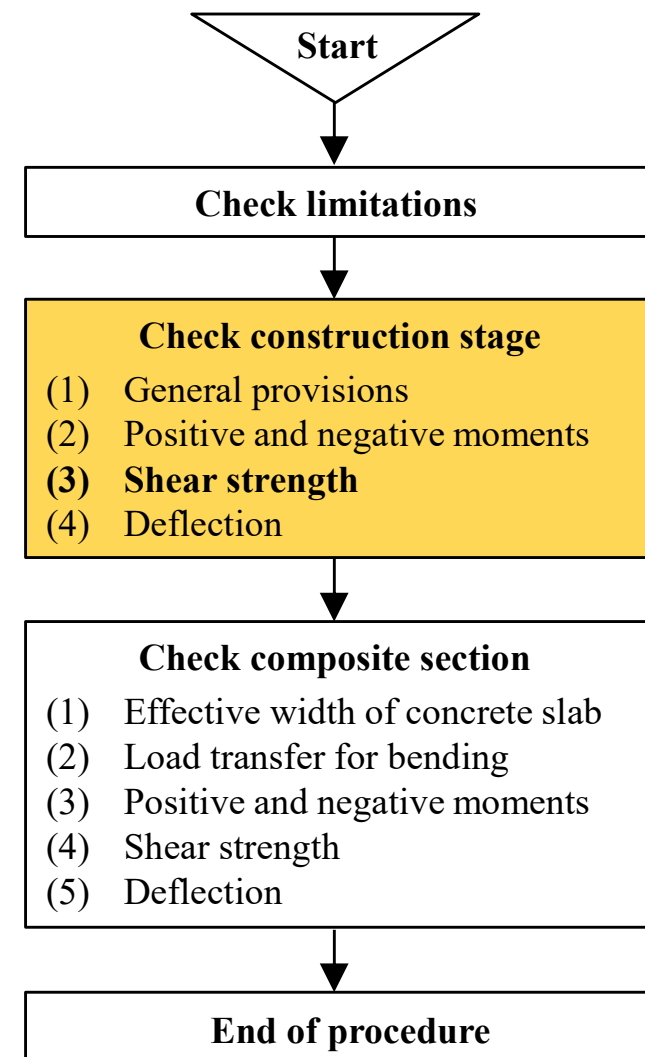 Start
Check limitations
Check construction stage
(1) General provisions
(2) Positive and negative moments
(3) Shear strength
(4) Deflection
Check composite section
(1) Effective width of concrete slab
(2) Load transfer for bending
(3) Positive and negative moments
(4) Shear strength
(5) Deflection
End of procedure